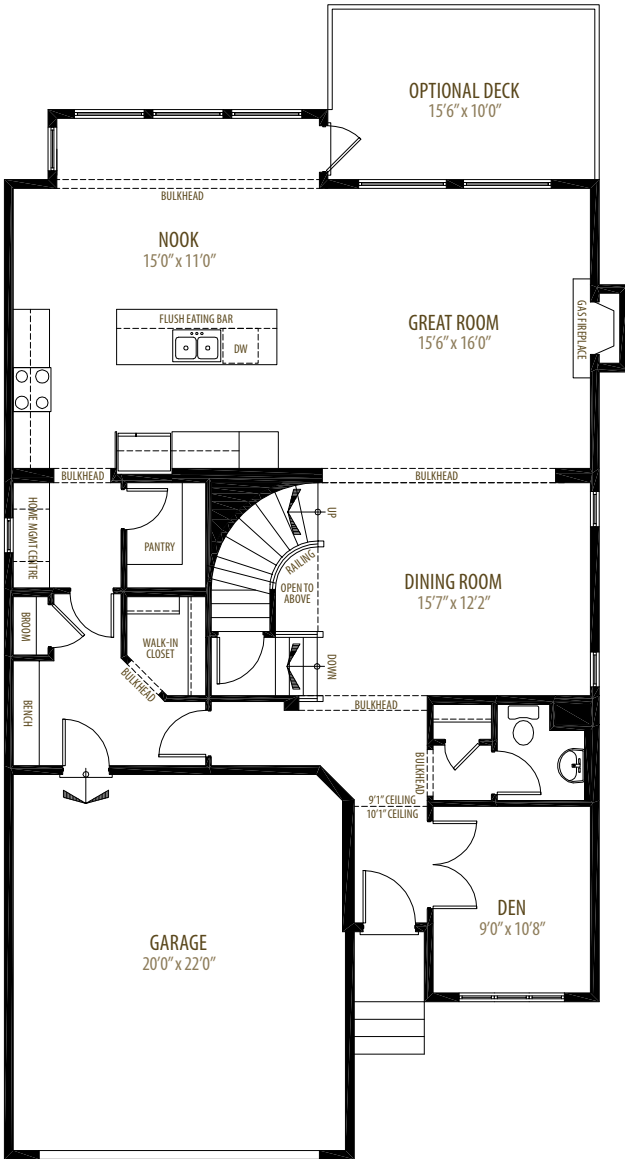 OPTIONAL DECK
15'6" x 10'0"
BULKHEAD
NOOK
15'0" x 11'0"
FLUSH EATING BAR
DW
GREAT ROOM
15'6" x 16'0"
GAS FIREPLACE
BULKHEAD
BULKHEAD
HOME MGMT CENTRE
PANTRY
UP
RAILING
OPEN TO
ABOVE
DINING ROOM
15'7" x 12'2"
BROOM
WALK-IN
CLOSET
BULKHEAD
DOWN
BENCH
BULKHEAD
BULKHEAD
9'1" CEILING
10'1" CEILING
DEN
9'0" x 10'8"
GARAGE
20'0" x 22'0"